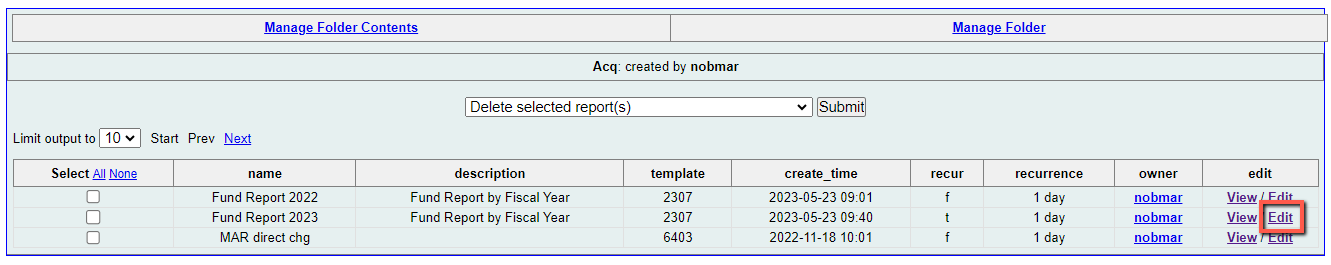 Manage Folder Contents Manage Folder
Acq: created by nobmar
Delete selected report(s) Submit
Limit output to 10 Start Prev Next
Select All None name description template create_time recur recurrence owner edit
Fund Report 2022 Fund Report by Fiscal Year 2307 2023-05-23 09:01 f 1 day nobmar View / Edit
Fund Report 2023 Fund Report by Fiscal Year 2307 2023-05-23 09:40 t 1 day nobmar View / Edit
MAR direct chg 6403 2022-11-18 10:01 f 1 day nobmar View / Edit